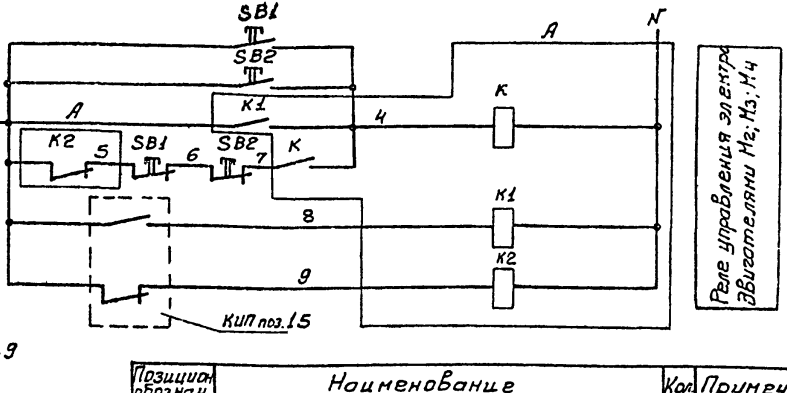 SB1
SB2
A
N
A
K1
4
K
K2
5
SB1
6
SB2
7
K
8
K1
9
K2
КИП поз. 15
Реле управления электро
двигателями М2; М3; М4
9
Позицион
обознач.
Наименование
Кол
Примеч